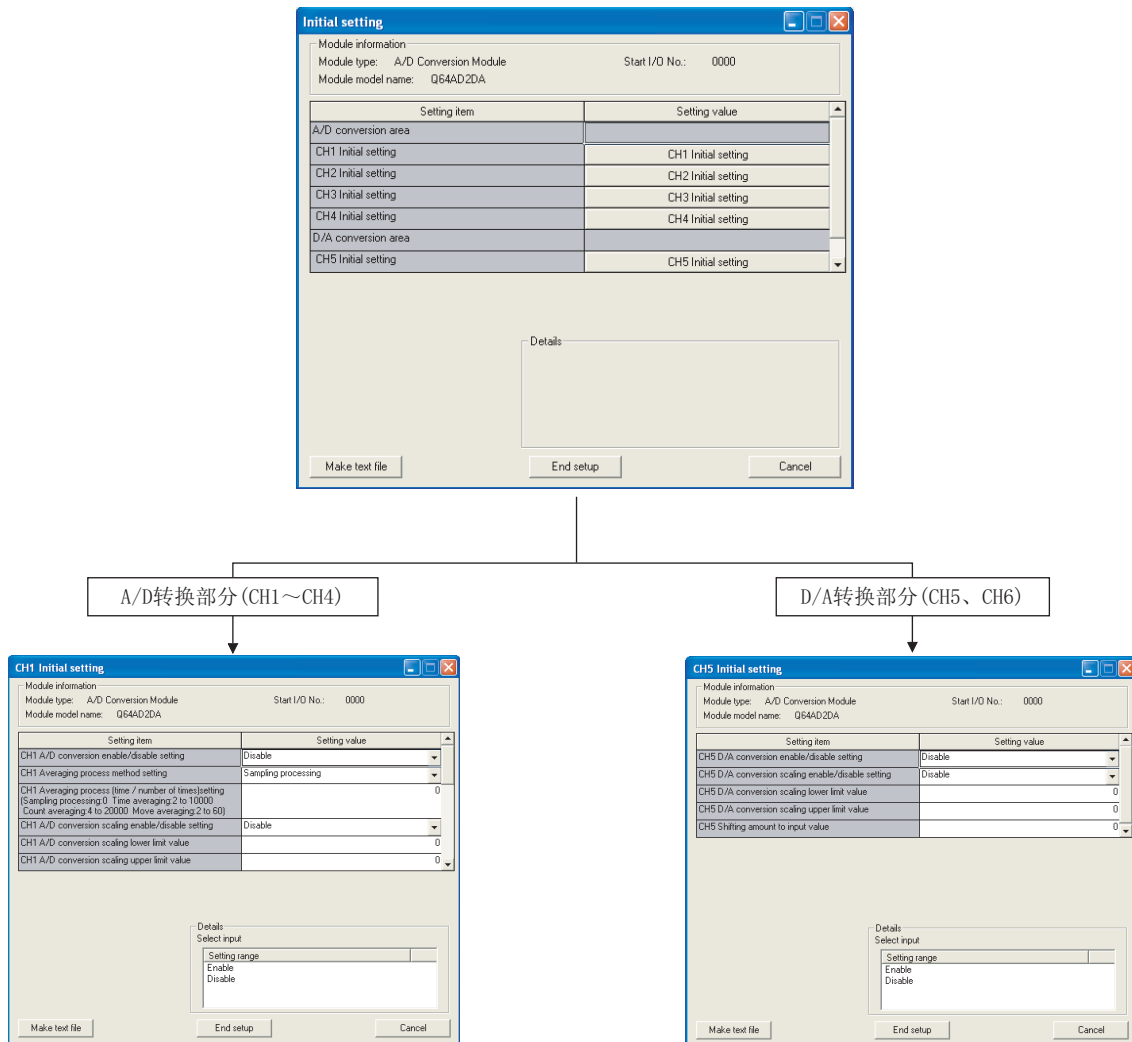 Initial setting
Module information
Module type: A/D Conversion Module Start I/O No.: 0000
Module model name: Q64AD2DA
Setting item Setting value
A/D conversion area
CH1 Initial setting CH1 Initial setting
CH2 Initial setting CH2 Initial setting
CH3 Initial setting CH3 Initial setting
CH4 Initial setting CH4 Initial setting
D/A conversion area
CH5 Initial setting CH5 Initial setting
Details
Make text file End setup Cancel
A/D转换部分(CH1～CH4)
D/A转换部分(CH5、CH6)
CH1 Initial setting
Module information
Module type: A/D Conversion Module Start I/O No.: 0000
Module model name: Q64AD2DA
Setting item Setting value
CH1 A/D conversion enable/disable setting Disable
CH1 Averaging process method setting Sampling processing
CH1 Averaging process (time / number of times)setting 0
(Sampling processing:0 Time averaging:2 to 10000
Count averaging:4 to 20000 Move averaging:2 to 60)
CH1 A/D conversion scaling enable/disable setting Disable
CH1 A/D conversion scaling lower limit value 0
CH1 A/D conversion scaling upper limit value 0
Details
Select input
Setting range
Enable
Disable
Make text file End setup Cancel
CH5 Initial setting
Module information
Module type: A/D Conversion Module Start I/O No.: 0000
Module model name: Q64AD2DA
Setting item Setting value
CH5 D/A conversion enable/disable setting Disable
CH5 D/A conversion scaling enable/disable setting Disable
CH5 D/A conversion scaling lower limit value 0
CH5 D/A conversion scaling upper limit value 0
CH5 Shifting amount to input value 0
Details
Select input
Setting range
Enable
Disable
Make text file End setup Cancel